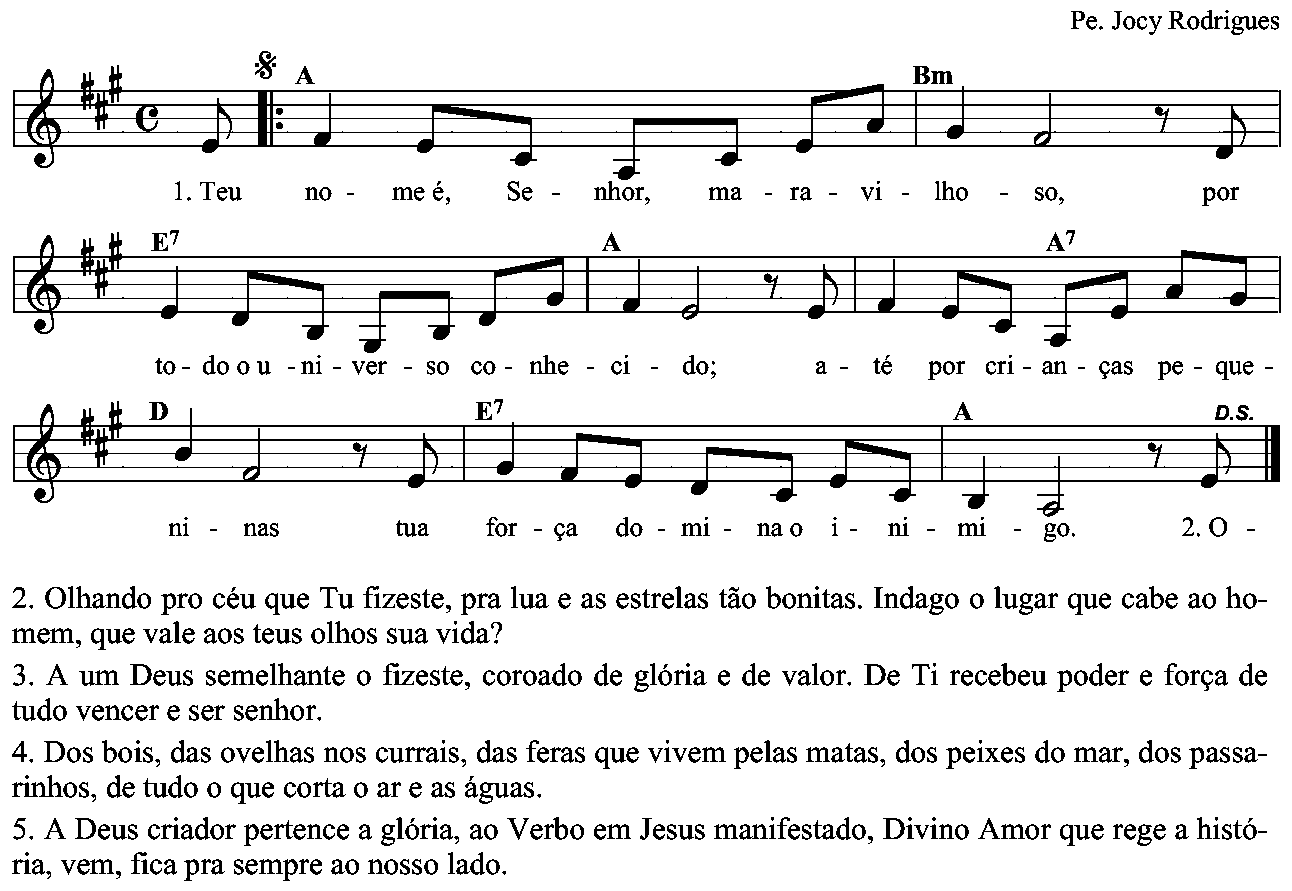 Pe. Jocy Rodrigues
A Bm
1. Teu no - me é, Se - nhor, ma - ra - vi - lho - so, por
E7 A A7
to - do o u - ni - ver - so co - nhe - ci - do; a - té por cri - an - ças pe - que -
D E7 A D.S.
ni - nas tua for - ça do - mi - na o i - ni - mi - go. 2. O -
2. Olhando pro céu que Tu fizeste, pra lua e as estrelas tão bonitas. Indago o lugar que cabe ao ho-
mem, que vale aos teus olhos sua vida?
3. A um Deus semelhante o fizeste, coroado de glória e de valor. De Ti recebeu poder e força de
tudo vencer e ser senhor.
4. Dos bois, das ovelhas nos currais, das feras que vivem pelas matas, dos peixes do mar, dos passa-
rinhos, de tudo o que corta o ar e as águas.
5. A Deus criador pertence a glória, ao Verbo em Jesus manifestado, Divino Amor que rege a histó-
ria, vem, fica pra sempre ao nosso lado.